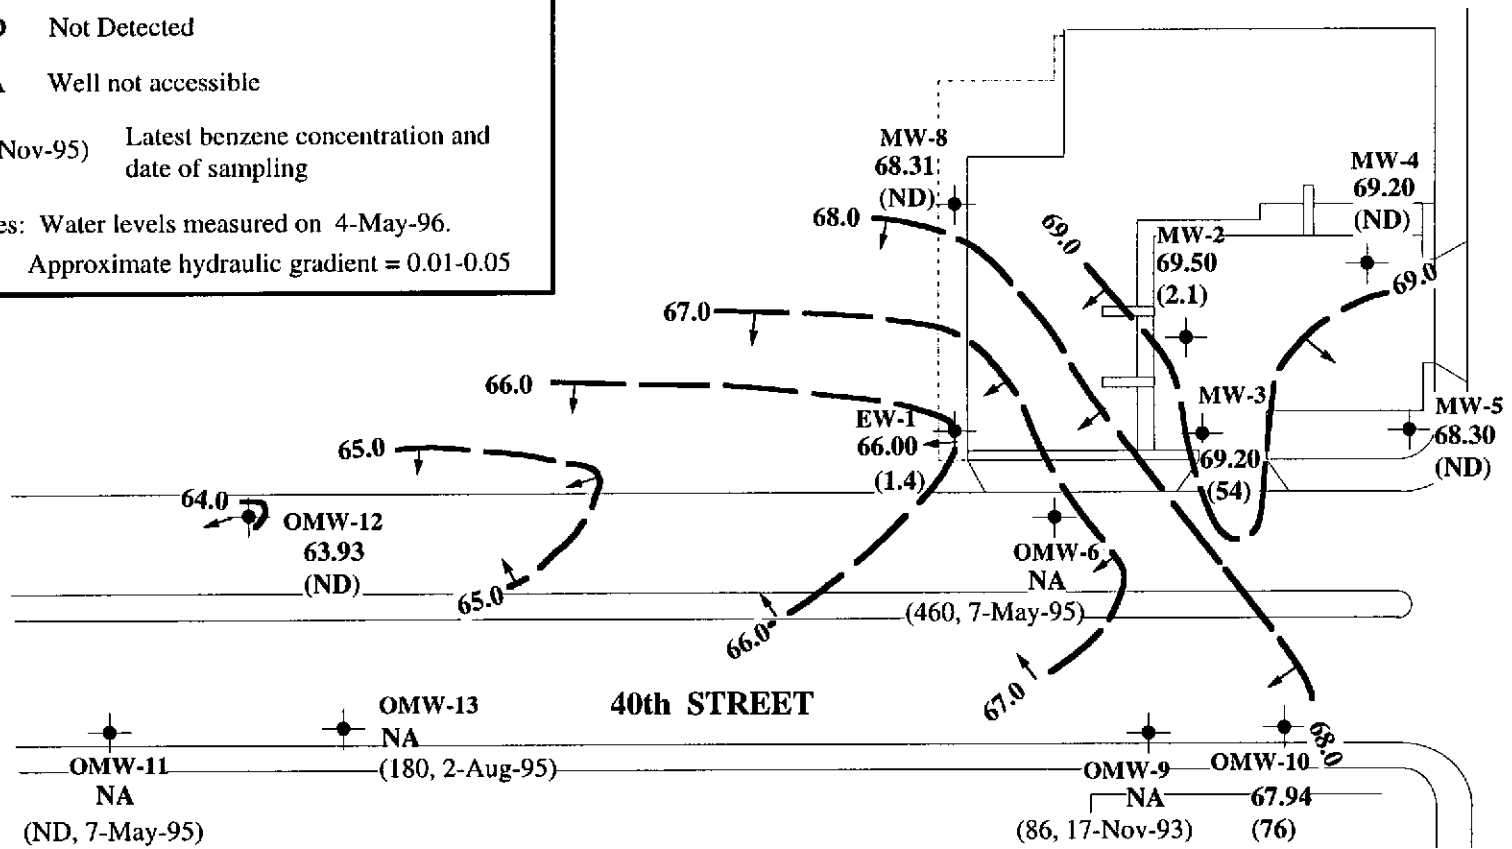 Not Detected
Well not accessible
Nov-95) Latest benzene concentration and
date of sampling
es: Water levels measured on 4-May-96.
Approximate hydraulic gradient = 0.01-0.05
MW-8
68.31
(ND)
MW-4
69.20
(ND)
68.0
69.0
MW-2
69.50
(2.1)
69.0
67.0
66.0
EW-1
66.00
(1.4)
MW-3
69.20
(54)
MW-5
68.30
(ND)
65.0
64.0
OMW-12
63.93
(ND)
OMW-6
NA
(460, 7-May-95)
65.0
66.0
67.0
68.0
40th STREET
OMW-13
NA
(180, 2-Aug-95)
OMW-11
NA
(ND, 7-May-95)
OMW-9
NA
(86, 17-Nov-93)
OMW-10
67.94
(76)